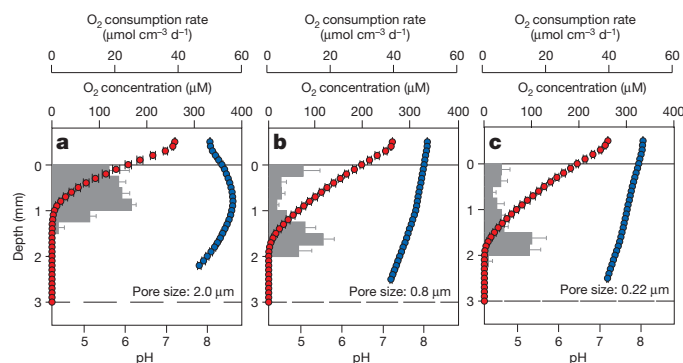 O₂ consumption rate
(μmol cm⁻³ d⁻¹)
0 20 40 60
O₂ concentration (μM)
0 100 200 300 400
a
Depth (mm)
0
1
2
3
Pore size: 2.0 μm
5 6 7 8
pH
O₂ consumption rate
(μmol cm⁻³ d⁻¹)
0 20 40 60
O₂ concentration (μM)
0 100 200 300 400
b
0
1
2
3
Pore size: 0.8 μm
5 6 7 8
pH
O₂ consumption rate
(μmol cm⁻³ d⁻¹)
0 20 40 60
O₂ concentration (μM)
0 100 200 300 400
c
0
1
2
3
Pore size: 0.22 μm
5 6 7 8
pH